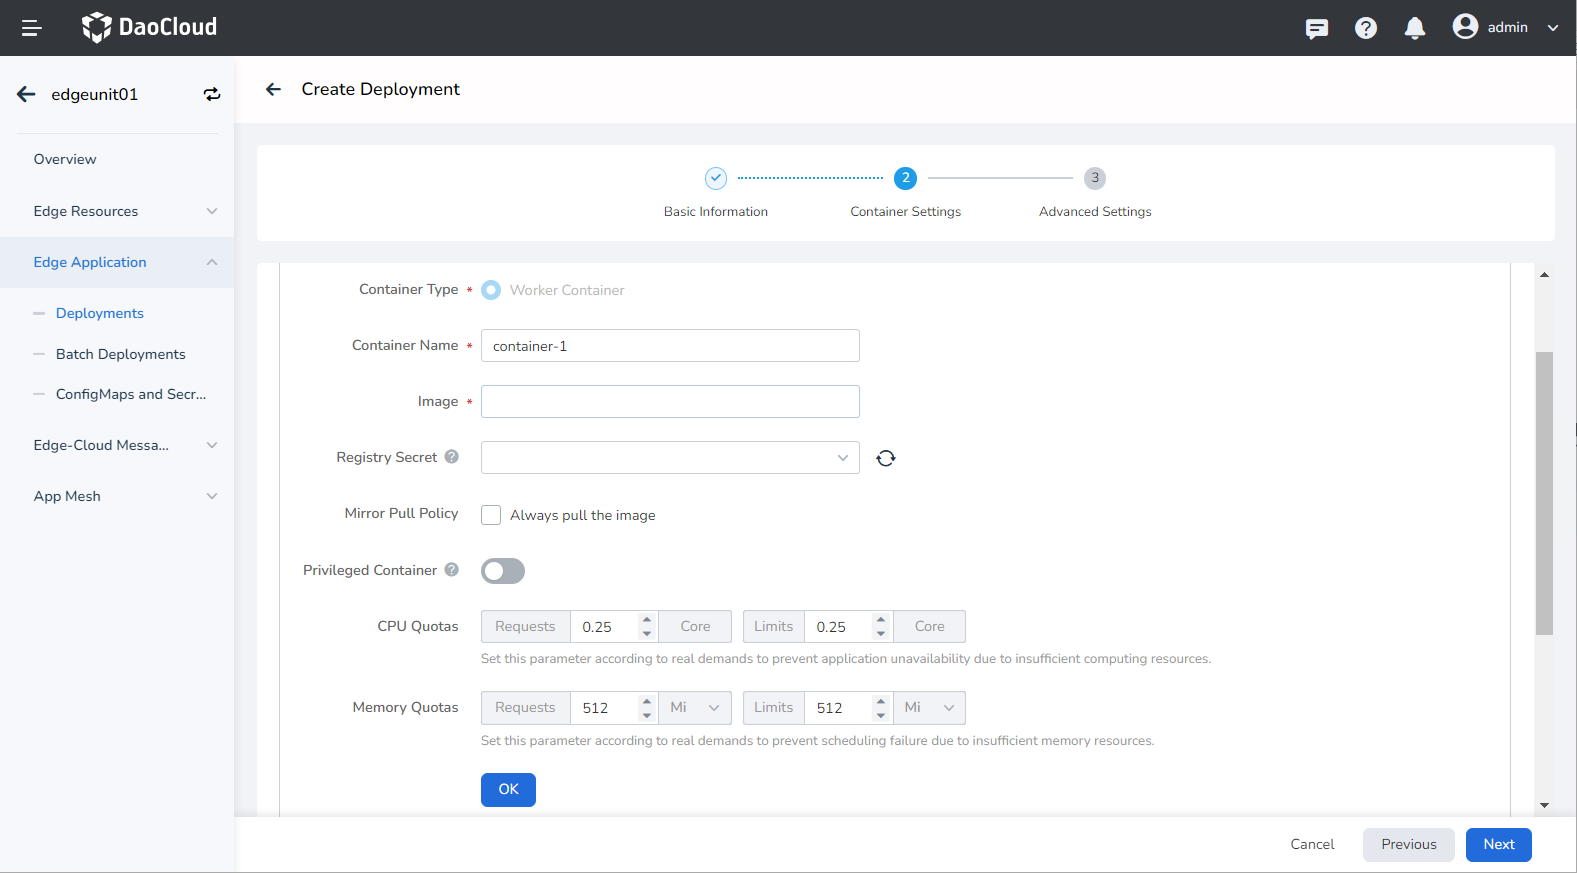 DaoCloud
admin
edgeunit01
Create Deployment
Overview
Edge Resources
Edge Application
Deployments
Batch Deployments
ConfigMaps and Secr...
Edge-Cloud Messa...
App Mesh
2
3
Basic Information
Container Settings
Advanced Settings
Container Type * Worker Container
Container Name * container-1
Image *
Registry Secret ?
Mirror Pull Policy Always pull the image
Privileged Container ?
CPU Quotas Requests 0.25 Core Limits 0.25 Core
Set this parameter according to real demands to prevent application unavailability due to insufficient computing resources.
Memory Quotas Requests 512 Mi Limits 512 Mi
Set this parameter according to real demands to prevent scheduling failure due to insufficient memory resources.
OK
Cancel Previous Next